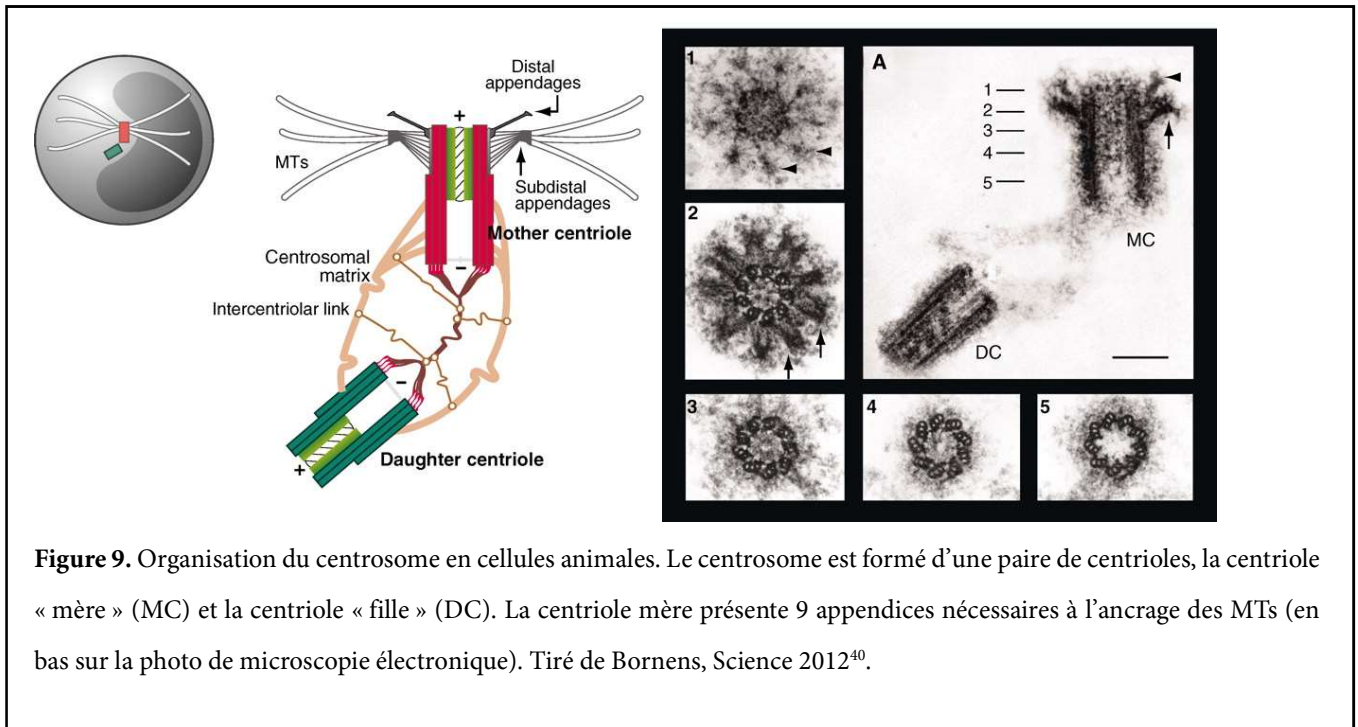 Distal
appendages
+
MTs
Subdistal
appendages
Mother centriole
Centrosomal
matrix
-
Intercentriolar link
-
Daughter centriole
+
1
A
1
2
3
4
5
MC
2
DC
3
4
5
Figure 9. Organisation du centrosome en cellules animales. Le centrosome est formé d’une paire de centrioles, la centriole
« mère » (MC) et la centriole « fille » (DC). La centriole mère présente 9 appendices nécessaires à l’ancrage des MTs (en
bas sur la photo de microscopie électronique). Tiré de Bornens, Science 2012⁴⁰.